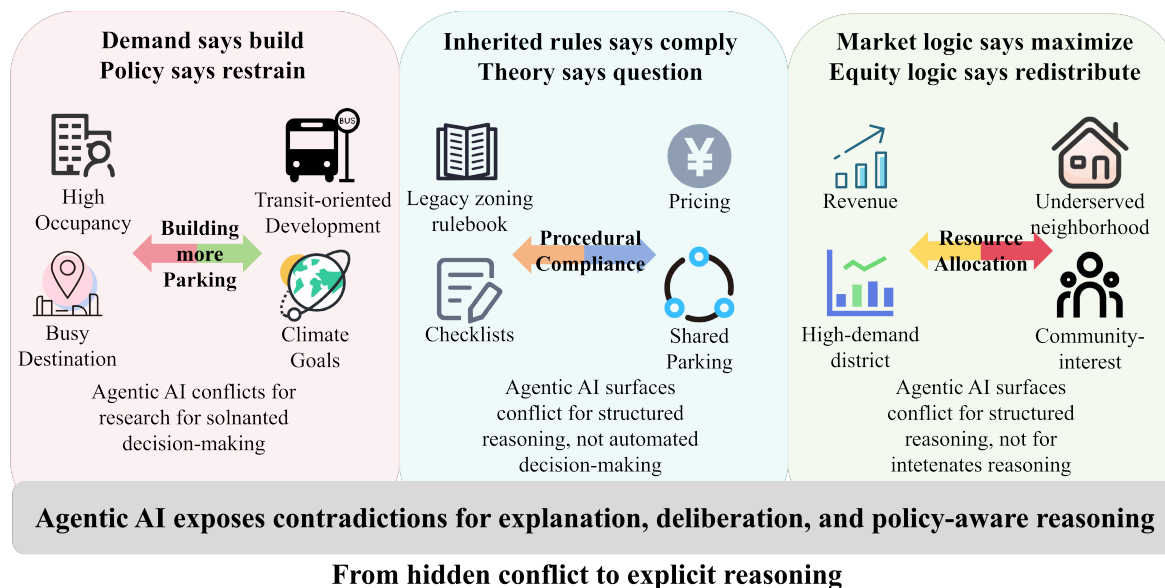 Demand says build
Policy says restrain
High
Occupancy
BUS
Transit-oriented
Development
Building
more
Parking
Busy
Destination
Climate
Goals
Agentic AI conflicts for
research for solnanted
decision-making
Inherited rules says comply
Theory says question
Legacy zoning
rulebook
¥
Pricing
Procedural
Compliance
Checklists
Shared
Parking
Agentic AI surfaces
conflict for structured
reasoning, not automated
decision-making
Market logic says maximize
Equity logic says redistribute
Revenue
Underserved
neighborhood
Resource
Allocation
High-demand
district
Community-
interest
Agentic AI surfaces
conflict for structured
reasoning, not for
intetenates reasoning
Agentic AI exposes contradictions for explanation, deliberation, and policy-aware reasoning
From hidden conflict to explicit reasoning